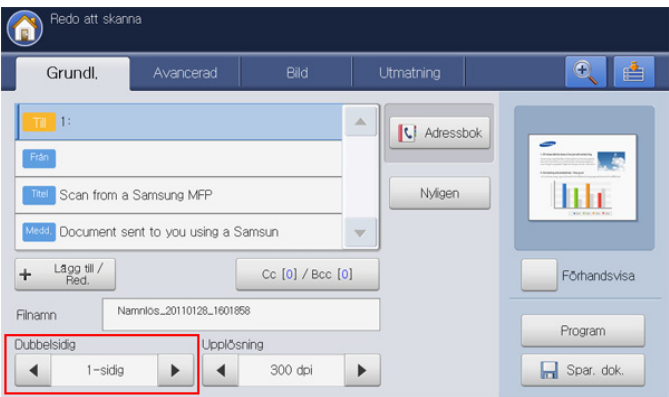 Redo att skanna
Grundl.
Avancerad
Bild
Utmatning
Till 1:
Från
Titel Scan from a Samsung MFP
Medd. Document sent to you using a Samsun
Adressbok
Nyligen
+ Lägg till /
Red.
Cc [0] / Bcc [0]
Filnamn Namnlös_20110128_1601858
Dubbelsidig Upplösning
1-sidig 300 dpi
Förhandsvisa
Program
Spar. dok.